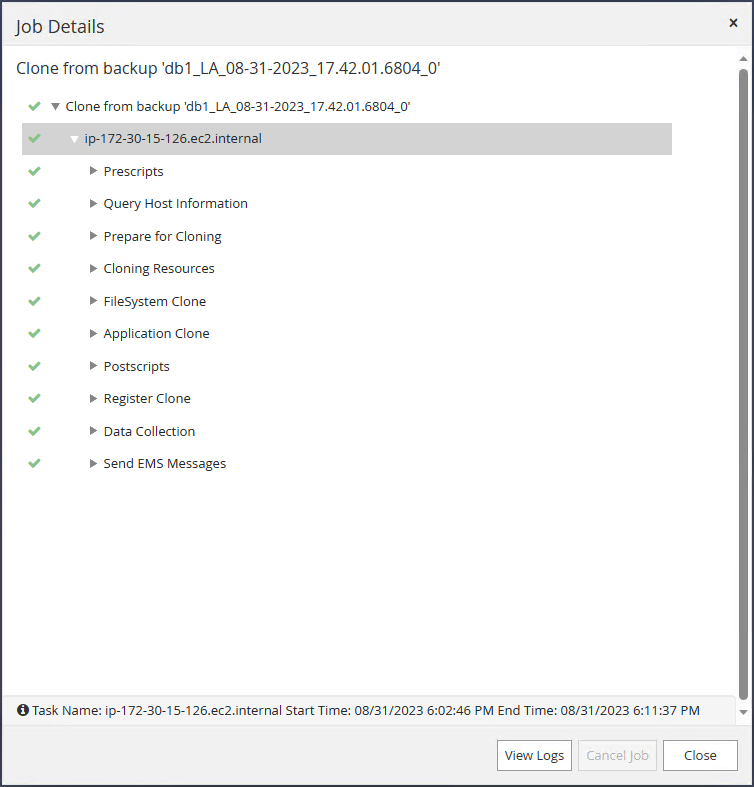 Job Details
Clone from backup 'db1_LA_08-31-2023_17.42.01.6804_0'
Clone from backup 'db1_LA_08-31-2023_17.42.01.6804_0'
ip-172-30-15-126.ec2.internal
Prescripts
Query Host Information
Prepare for Cloning
Cloning Resources
FileSystem Clone
Application Clone
Postscripts
Register Clone
Data Collection
Send EMS Messages
Task Name: ip-172-30-15-126.ec2.internal Start Time: 08/31/2023 6:02:46 PM End Time: 08/31/2023 6:11:37 PM
View Logs Cancel Job Close